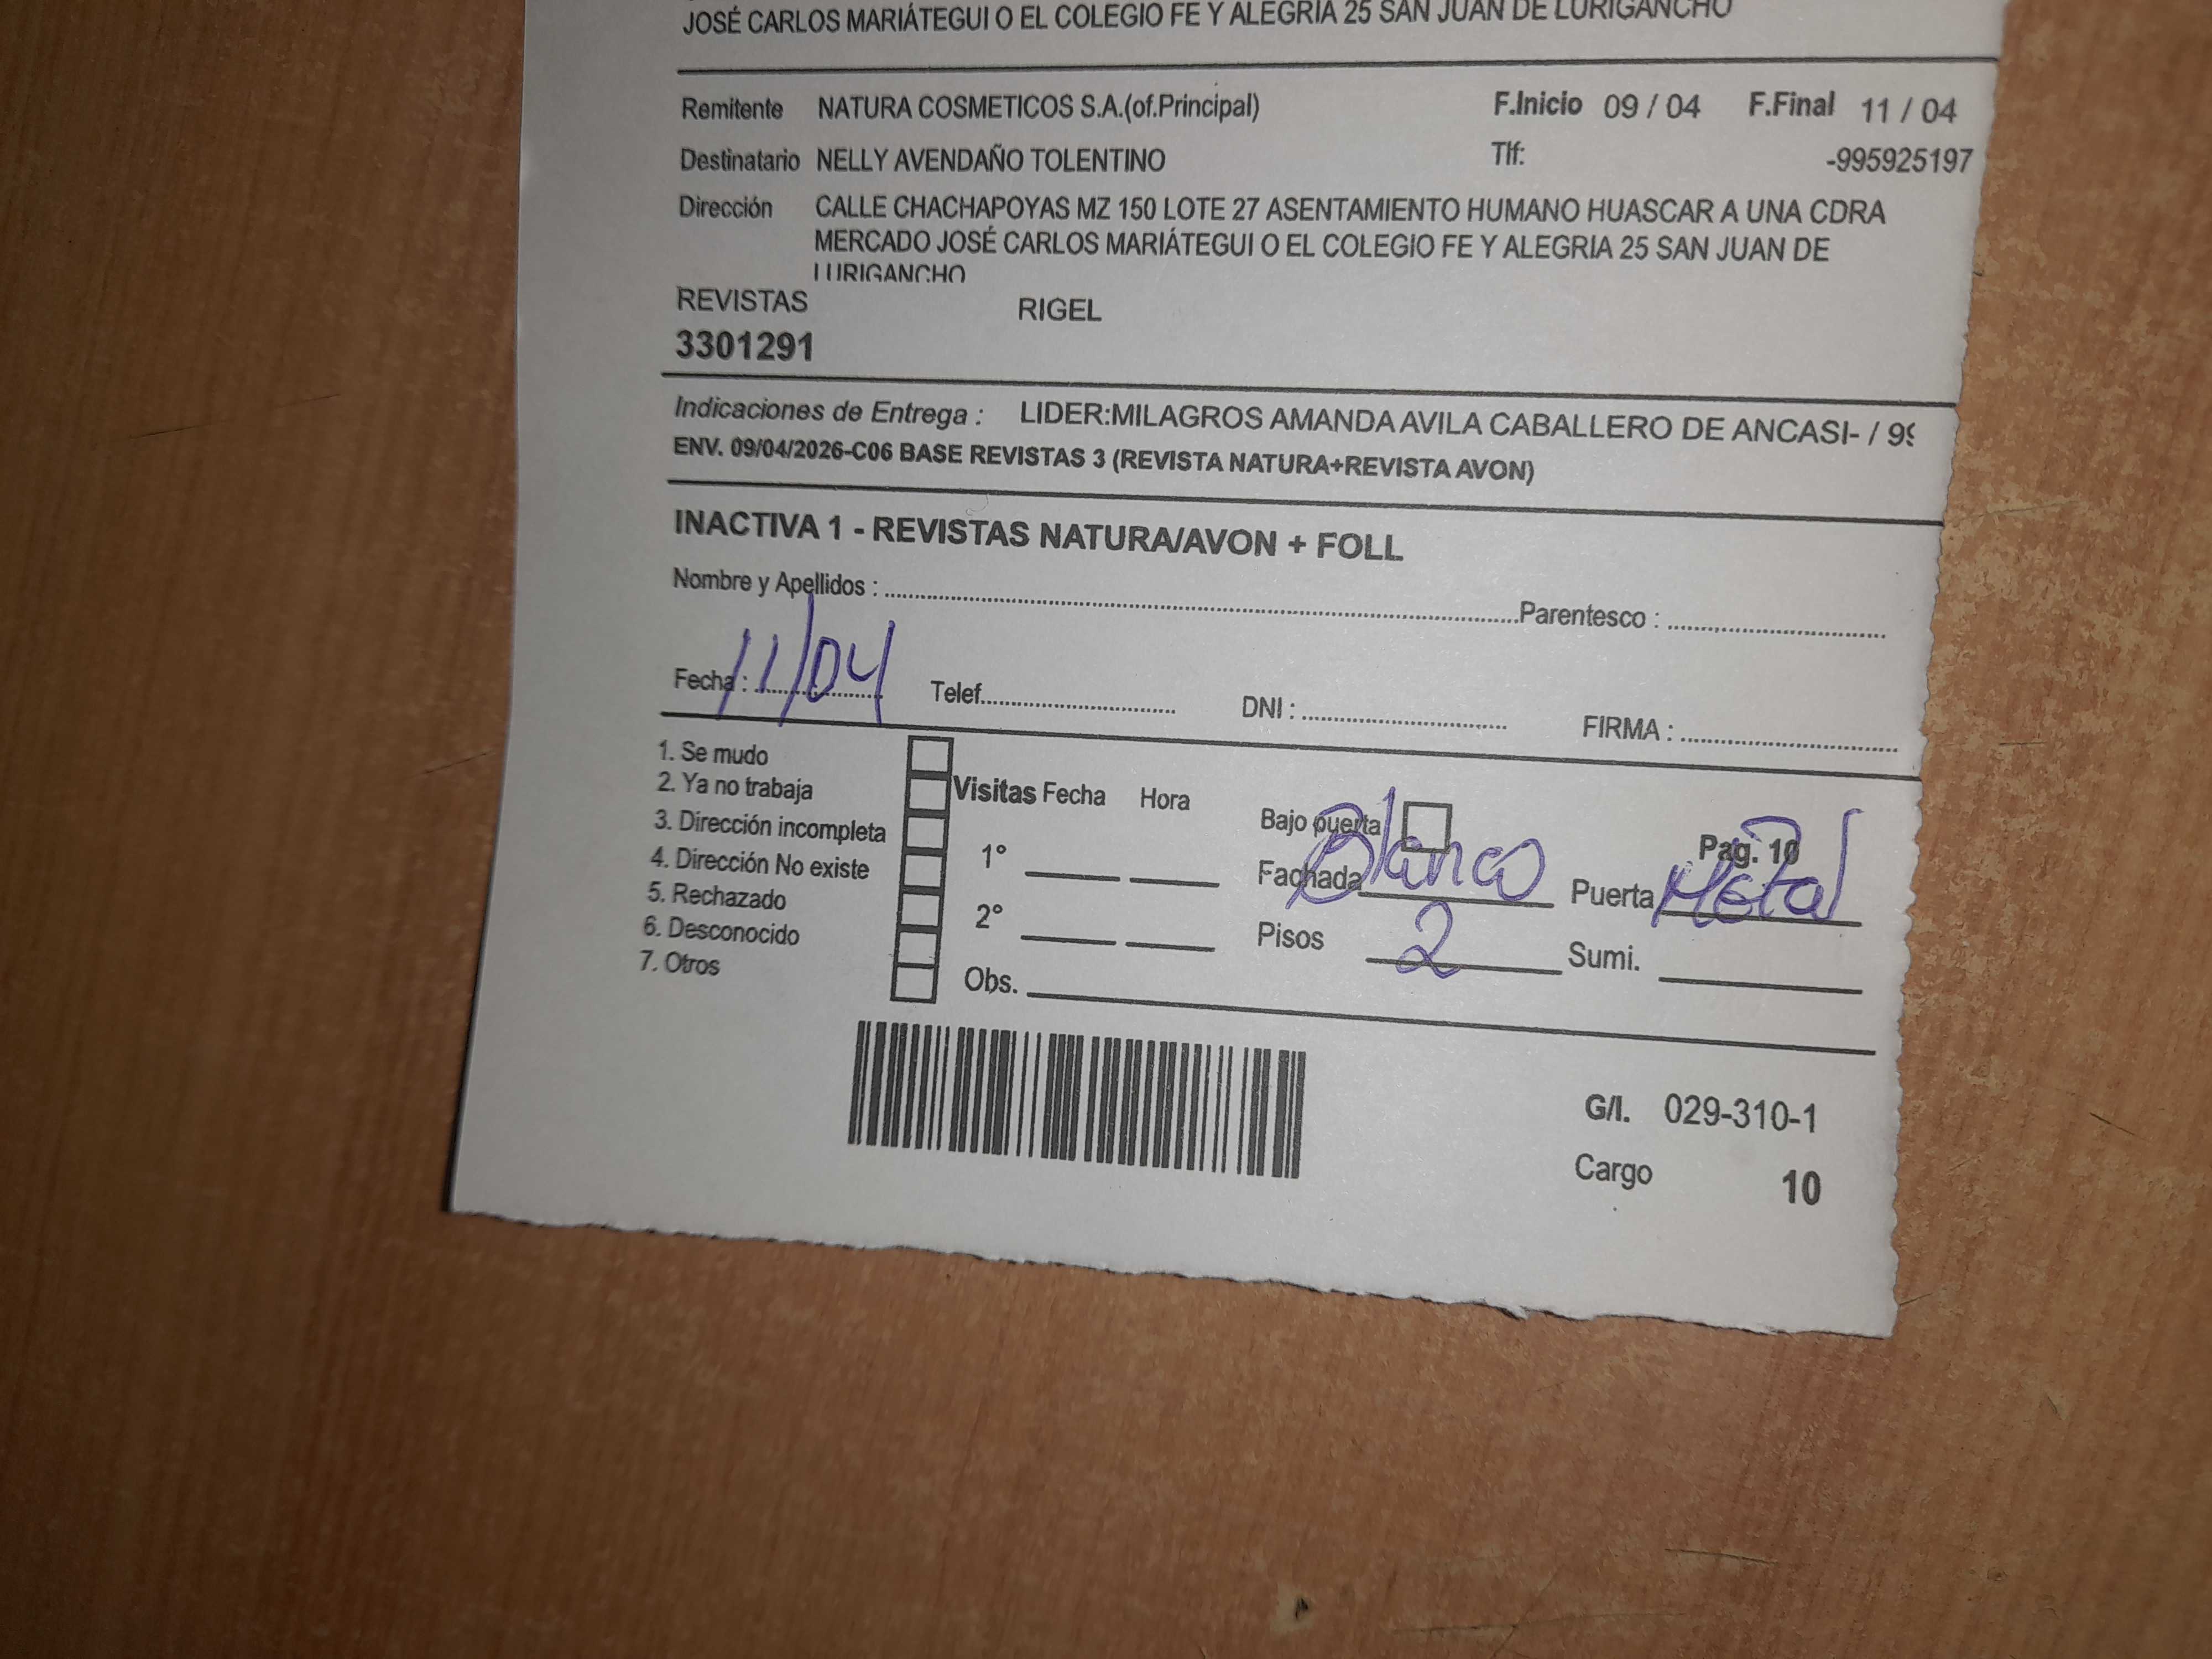 JOSÉ CARLOS MARIÁTEGUI O EL COLEGIO FE Y ALEGRIA 25 SAN JUAN DE LURIGANCHO
Remitente NATURA COSMETICOS S.A.(of.Principal) F.Inicio 09 / 04 F.Final 11 / 04
Destinatario NELLY AVENDAÑO TOLENTINO Tlf: -995925197
Dirección CALLE CHACHAPOYAS MZ 150 LOTE 27 ASENTAMIENTO HUMANO HUASCAR A UNA CDRA
MERCADO JOSÉ CARLOS MARIÁTEGUI O EL COLEGIO FE Y ALEGRIA 25 SAN JUAN DE
LURIGANCHO
REVISTAS RIGEL
3301291
Indicaciones de Entrega : LIDER:MILAGROS AMANDA AVILA CABALLERO DE ANCASI- / 99
ENV. 09/04/2026-C06 BASE REVISTAS 3 (REVISTA NATURA+REVISTA AVON)
INACTIVA 1 - REVISTAS NATURA/AVON + FOLL
Nombre y Apellidos : Parentesco :
Fecha : 11/04 Telef. DNI : FIRMA :
1. Se mudo
2. Ya no trabaja
3. Dirección incompleta
4. Dirección No existe
5. Rechazado
6. Desconocido
7. Otros
Visitas Fecha Hora
1°
2°
Obs.
Bajo puerta Pag. 10
Fachada Blanco Puerta Metal
Pisos 2 Sumi.
G/I. 029-310-1
Cargo 10